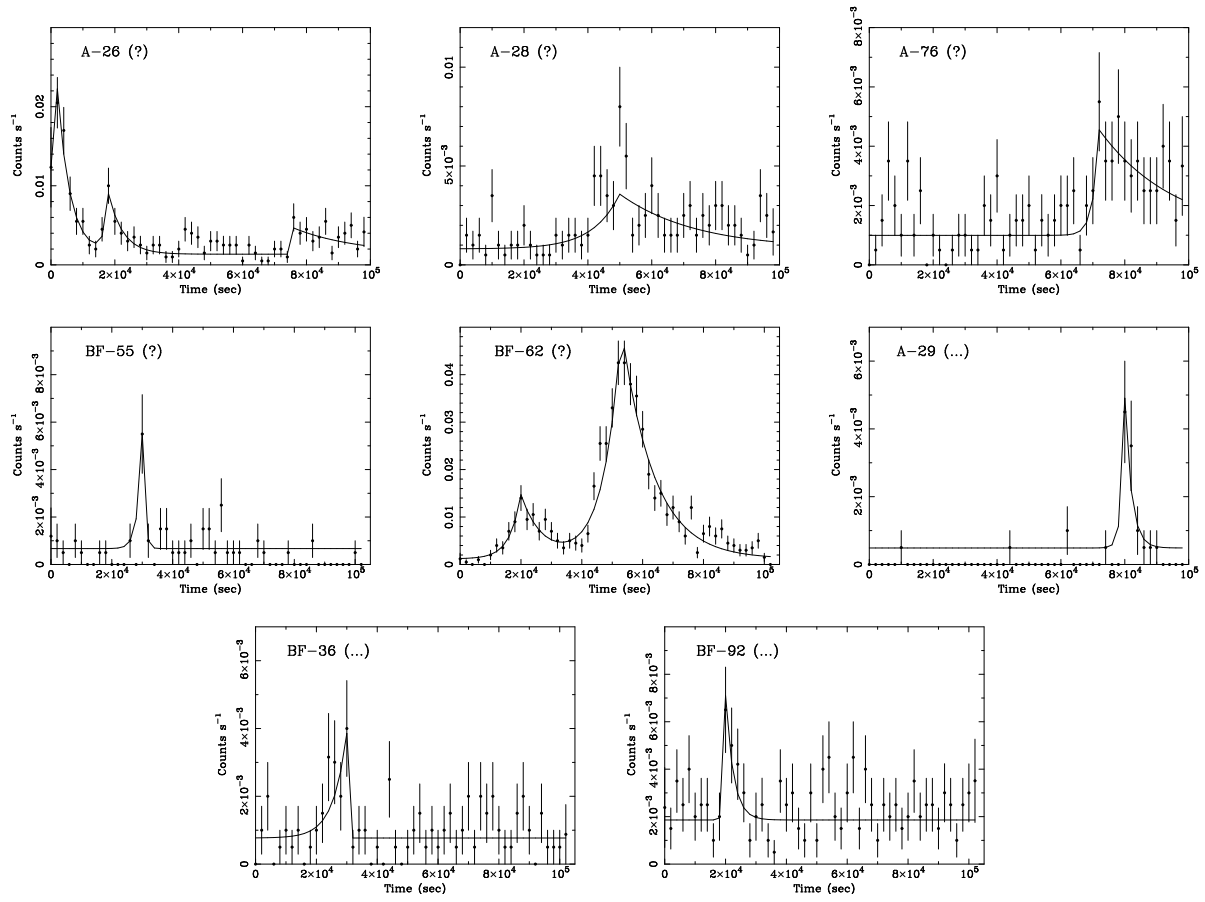 A−26 (?)
Counts s⁻¹
0 0.01 0.02
0 2×10⁴ 4×10⁴ 6×10⁴ 8×10⁴ 10⁵
Time (sec)
A−28 (?)
Counts s⁻¹
0 5×10⁻³ 0.01
0 2×10⁴ 4×10⁴ 6×10⁴ 8×10⁴ 10⁵
Time (sec)
A−76 (?)
Counts s⁻¹
0 2×10⁻³ 4×10⁻³ 6×10⁻³ 8×10⁻³
0 2×10⁴ 4×10⁴ 6×10⁴ 8×10⁴ 10⁵
Time (sec)
BF−55 (?)
Counts s⁻¹
0 2×10⁻³ 4×10⁻³ 6×10⁻³ 8×10⁻³
0 2×10⁴ 4×10⁴ 6×10⁴ 8×10⁴ 10⁵
Time (sec)
BF−62 (?)
Counts s⁻¹
0 0.01 0.02 0.03 0.04
0 2×10⁴ 4×10⁴ 6×10⁴ 8×10⁴ 10⁵
Time (sec)
A−29 (...)
Counts s⁻¹
0 2×10⁻³ 4×10⁻³ 6×10⁻³
0 2×10⁴ 4×10⁴ 6×10⁴ 8×10⁴ 10⁵
Time (sec)
BF−36 (...)
Counts s⁻¹
0 2×10⁻³ 4×10⁻³ 6×10⁻³
0 2×10⁴ 4×10⁴ 6×10⁴ 8×10⁴ 10⁵
Time (sec)
BF−92 (...)
Counts s⁻¹
0 2×10⁻³ 4×10⁻³ 6×10⁻³ 8×10⁻³
0 2×10⁴ 4×10⁴ 6×10⁴ 8×10⁴ 10⁵
Time (sec)